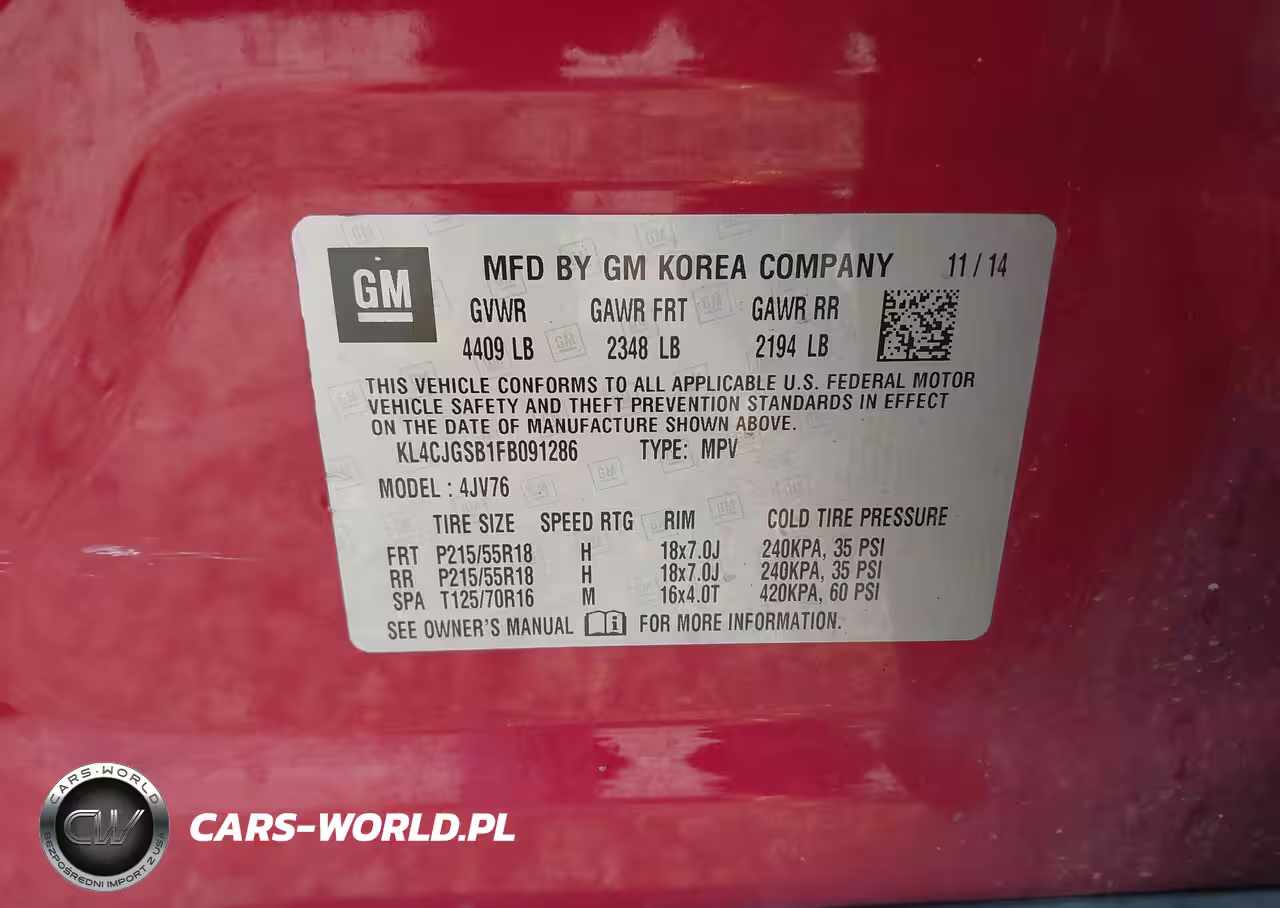 GM
MFD BY GM KOREA COMPANY 11/14
GVWR GAWR FRT GAWR RR
4409 LB 2348 LB 2194 LB
THIS VEHICLE CONFORMS TO ALL APPLICABLE U.S. FEDERAL MOTOR
VEHICLE SAFETY AND THEFT PREVENTION STANDARDS IN EFFECT
ON THE DATE OF MANUFACTURE SHOWN ABOVE.
KL4CJGSB1FB091286 TYPE: MPV
MODEL : 4JV76
TIRE SIZE SPEED RTG RIM COLD TIRE PRESSURE
FRT P215/55R18 H 18x7.0J 240KPA, 35 PSI
RR P215/55R18 H 18x7.0J 240KPA, 35 PSI
SPA T125/70R16 M 16x4.0T 420KPA, 60 PSI
SEE OWNER'S MANUAL i FOR MORE INFORMATION.
CARS-WORLD
CW
BEZPOŚREDNI IMPORT Z USA
CARS-WORLD.PL